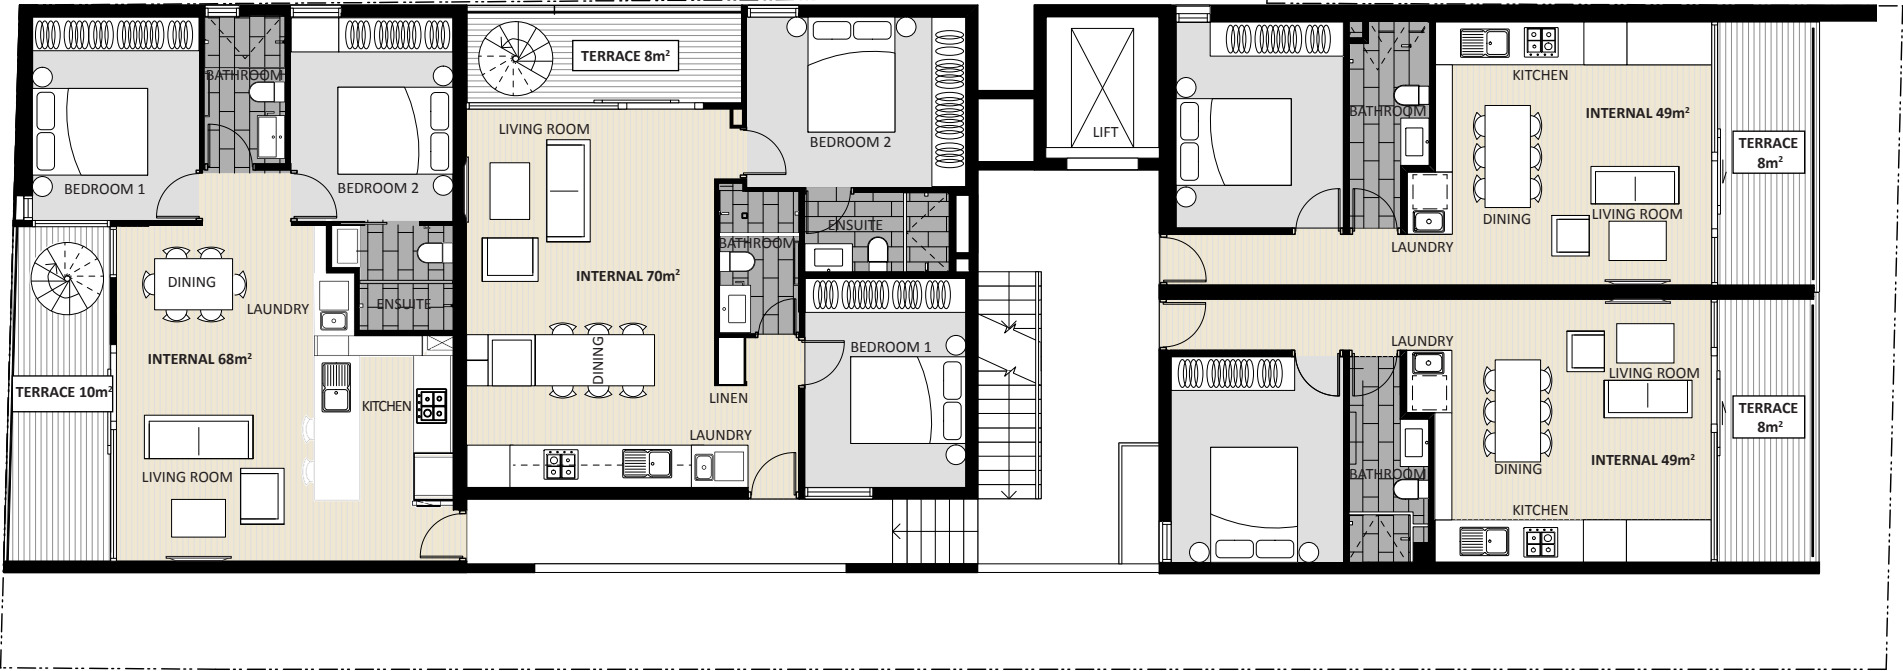 BATHROOM
BEDROOM 1
BEDROOM 2
DINING
LAUNDRY
ENSUITE
INTERNAL 68m²
TERRACE 10m²
KITCHEN
LIVING ROOM
TERRACE 8m²
LIVING ROOM
BEDROOM 2
BATHROOM
ENSUITE
INTERNAL 70m²
DINING
BEDROOM 1
LINEN
LAUNDRY
LIFT
KITCHEN
BATHROOM
INTERNAL 49m²
TERRACE
8m²
DINING
LIVING ROOM
LAUNDRY
LAUNDRY
LIVING ROOM
TERRACE
8m²
INTERNAL 49m²
DINING
BATHROOM
KITCHEN